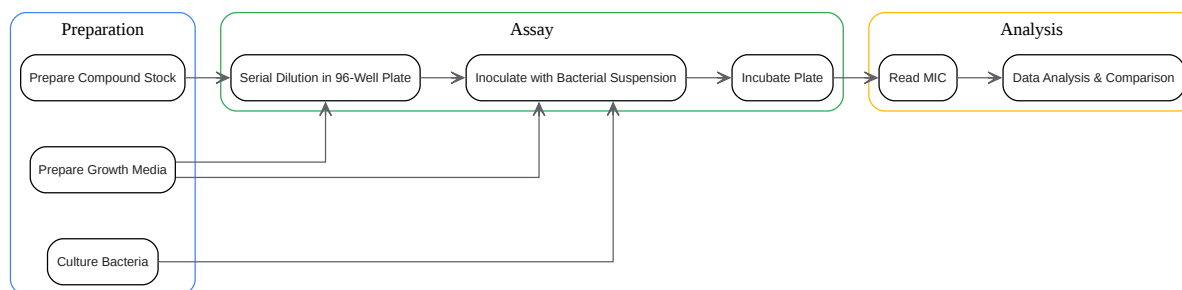 Preparation
Assay
Analysis
Prepare Compound Stock
Serial Dilution in 96-Well Plate
Inoculate with Bacterial Suspension
Incubate Plate
Read MIC
Data Analysis & Comparison
Prepare Growth Media
Culture Bacteria